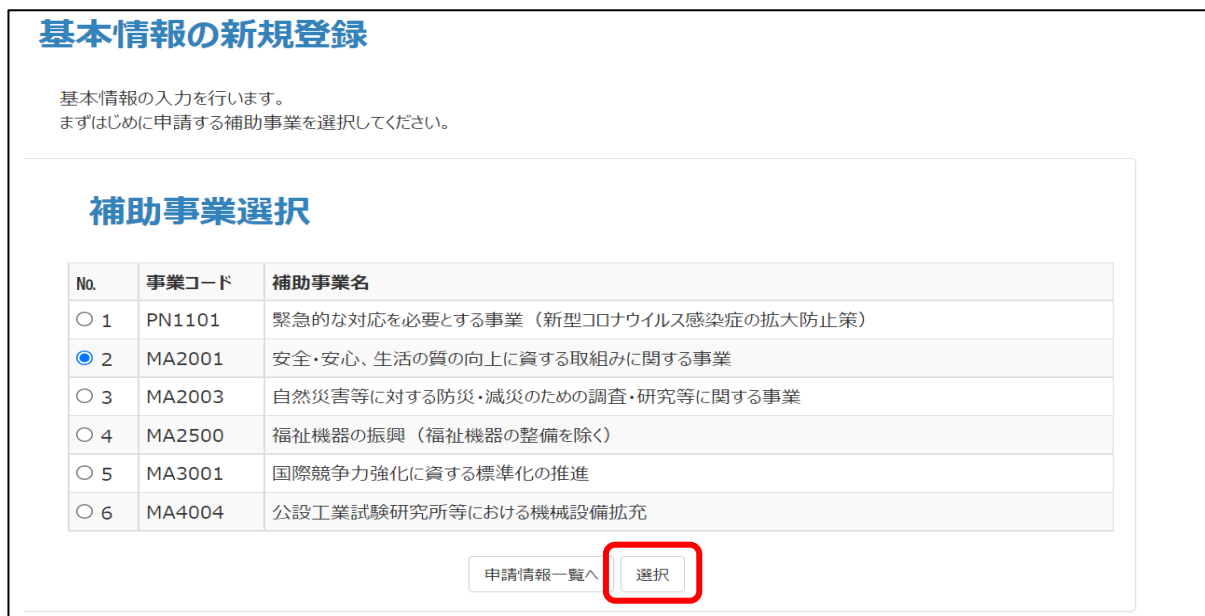 基本情報の新規登録
基本情報の入力を行います。
まずはじめに申請する補助事業を選択してください。
補助事業選択
No. 事業コード 補助事業名
1 PN1101 緊急的な対応を必要とする事業（新型コロナウイルス感染症の拡大防止策）
2 MA2001 安全・安心、生活の質の向上に資する取組みに関する事業
3 MA2003 自然災害等に対する防災・減災のための調査・研究等に関する事業
4 MA2500 福祉機器の振興（福祉機器の整備を除く）
5 MA3001 国際競争力強化に資する標準化の推進
6 MA4004 公設工業試験研究所等における機械設備拡充
申請情報一覧へ 選択